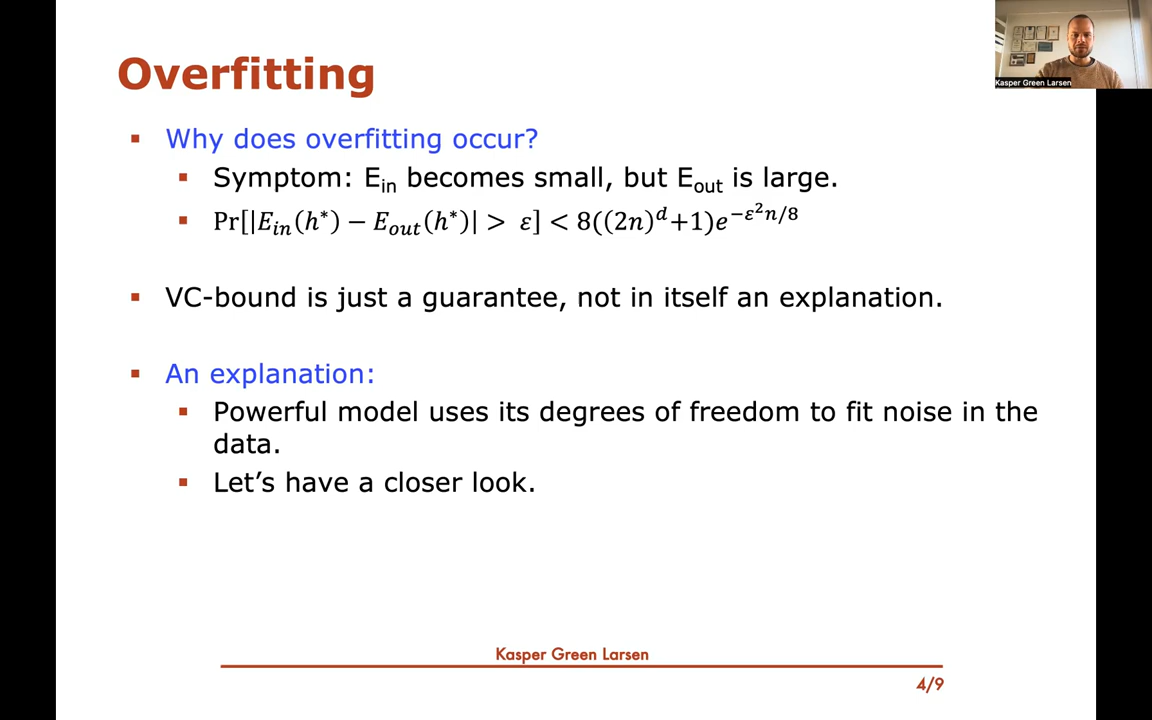 Overfitting
Kasper Green Larsen
▪ Why does overfitting occur?
▪ Symptom: E_in becomes small, but E_out is large.
▪ Pr[|E_in(h*) − E_out(h*)| > ε] < 8((2n)^d+1)e^{−ε²n/8}
▪ VC-bound is just a guarantee, not in itself an explanation.
▪ An explanation:
▪ Powerful model uses its degrees of freedom to fit noise in the
data.
▪ Let’s have a closer look.
Kasper Green Larsen
4/9